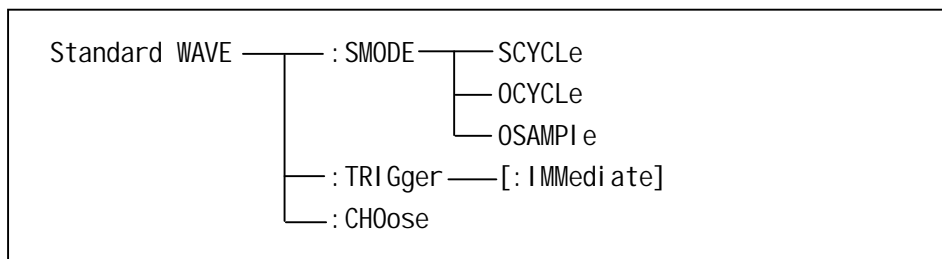 Standard WAVE :SMODE SCYCLe
OCYCLe
OSAMPle
:TRIGger [:IMMediate]
:CHOose